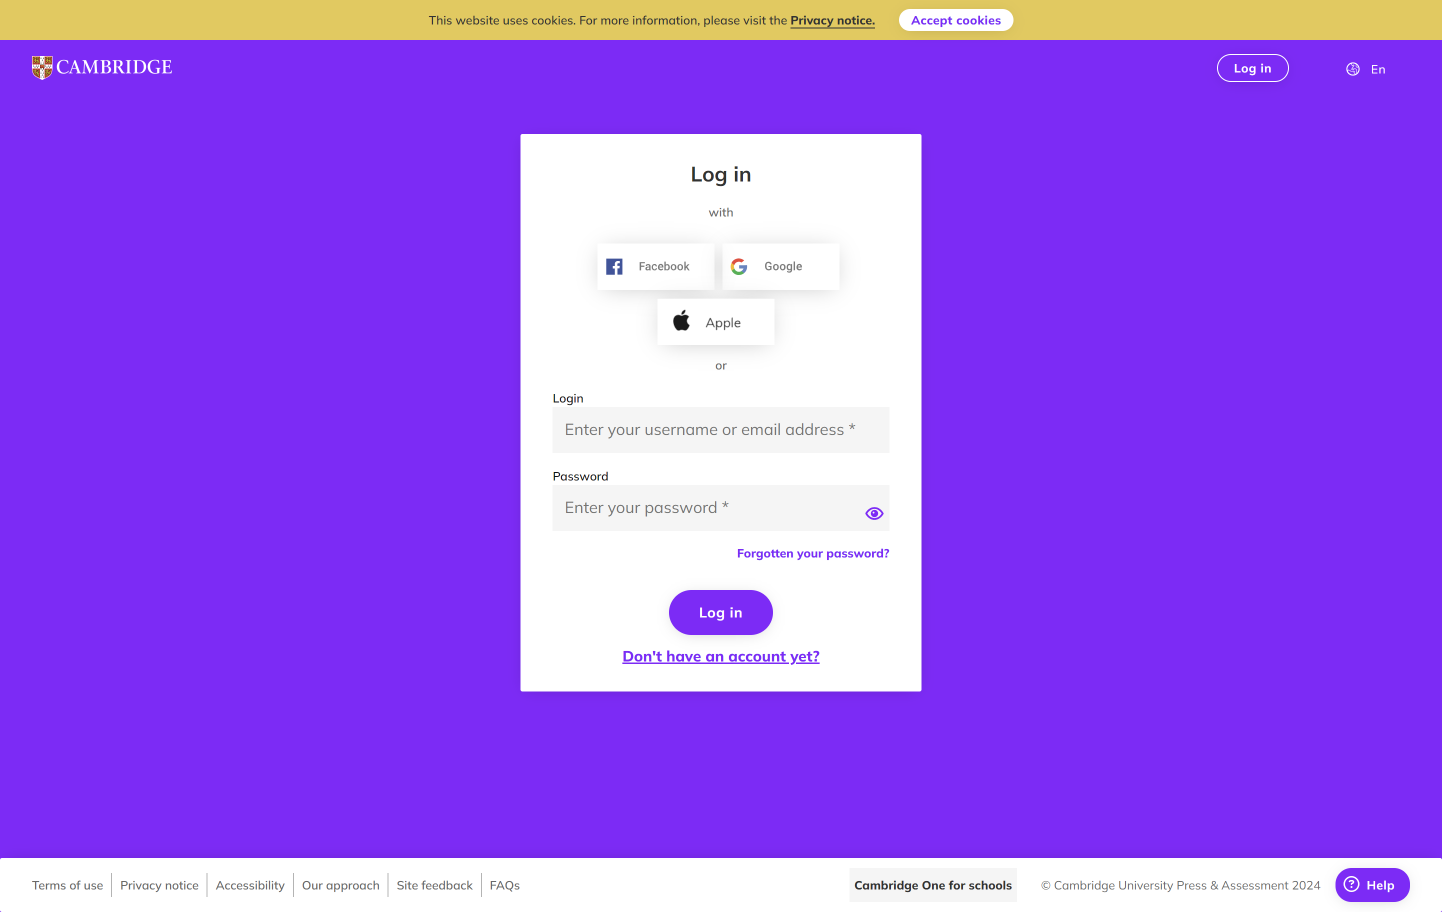 This website uses cookies. For more information, please visit the Privacy notice.
Accept cookies
CAMBRIDGE
Log in
En
Log in
with
Facebook
Google
Apple
or
Login
Enter your username or email address *
Password
Enter your password *
Forgotten your password?
Log in
Don't have an account yet?
Terms of use
Privacy notice
Accessibility
Our approach
Site feedback
FAQs
Cambridge One for schools
© Cambridge University Press & Assessment 2024
Help